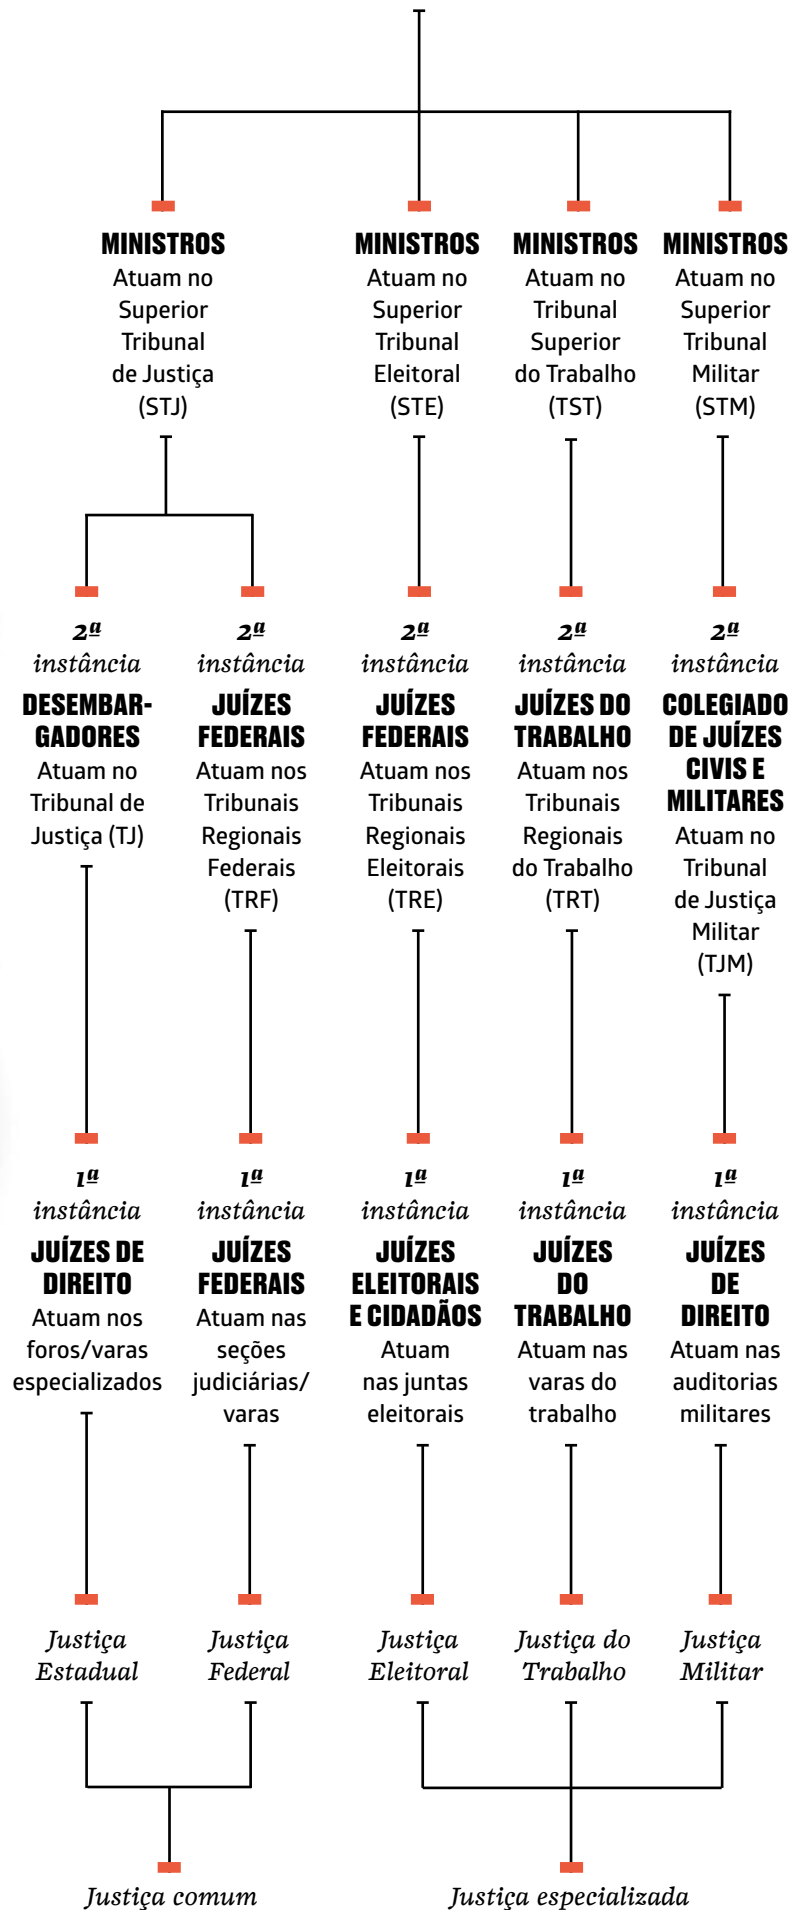 MINISTROS
Atuam no
Superior
Tribunal
de Justiça
(STJ)
MINISTROS
Atuam no
Superior
Tribunal
Eleitoral
(STE)
MINISTROS
Atuam no
Tribunal
Superior
do Trabalho
(TST)
MINISTROS
Atuam no
Superior
Tribunal
Militar
(STM)
2ª
instância
DESEMBAR-
GADORES
Atuam no
Tribunal de
Justiça (TJ)
2ª
instância
JUÍZES
FEDERAIS
Atuam nos
Tribunais
Regionais
Federais
(TRF)
2ª
instância
JUÍZES
FEDERAIS
Atuam nos
Tribunais
Regionais
Eleitorais
(TRE)
2ª
instância
JUÍZES DO
TRABALHO
Atuam nos
Tribunais
Regionais
do Trabalho
(TRT)
2ª
instância
COLEGIADO
DE JUÍZES
CIVIS E
MILITARES
Atuam no
Tribunal
de Justiça
Militar
(TJM)
1ª
instância
JUÍZES DE
DIREITO
Atuam nos
foros/varas
especializados
1ª
instância
JUÍZES
FEDERAIS
Atuam nas
seções
judiciárias/
varas
1ª
instância
JUÍZES
ELEITORAIS
E CIDADÃOS
Atuam
nas juntas
eleitorais
1ª
instância
JUÍZES
DO
TRABALHO
Atuam nas
varas do
trabalho
1ª
instância
JUÍZES
DE
DIREITO
Atuam nas
auditorias
militares
Justiça
Estadual
Justiça
Federal
Justiça
Eleitoral
Justiça do
Trabalho
Justiça
Militar
Justiça comum
Justiça especializada